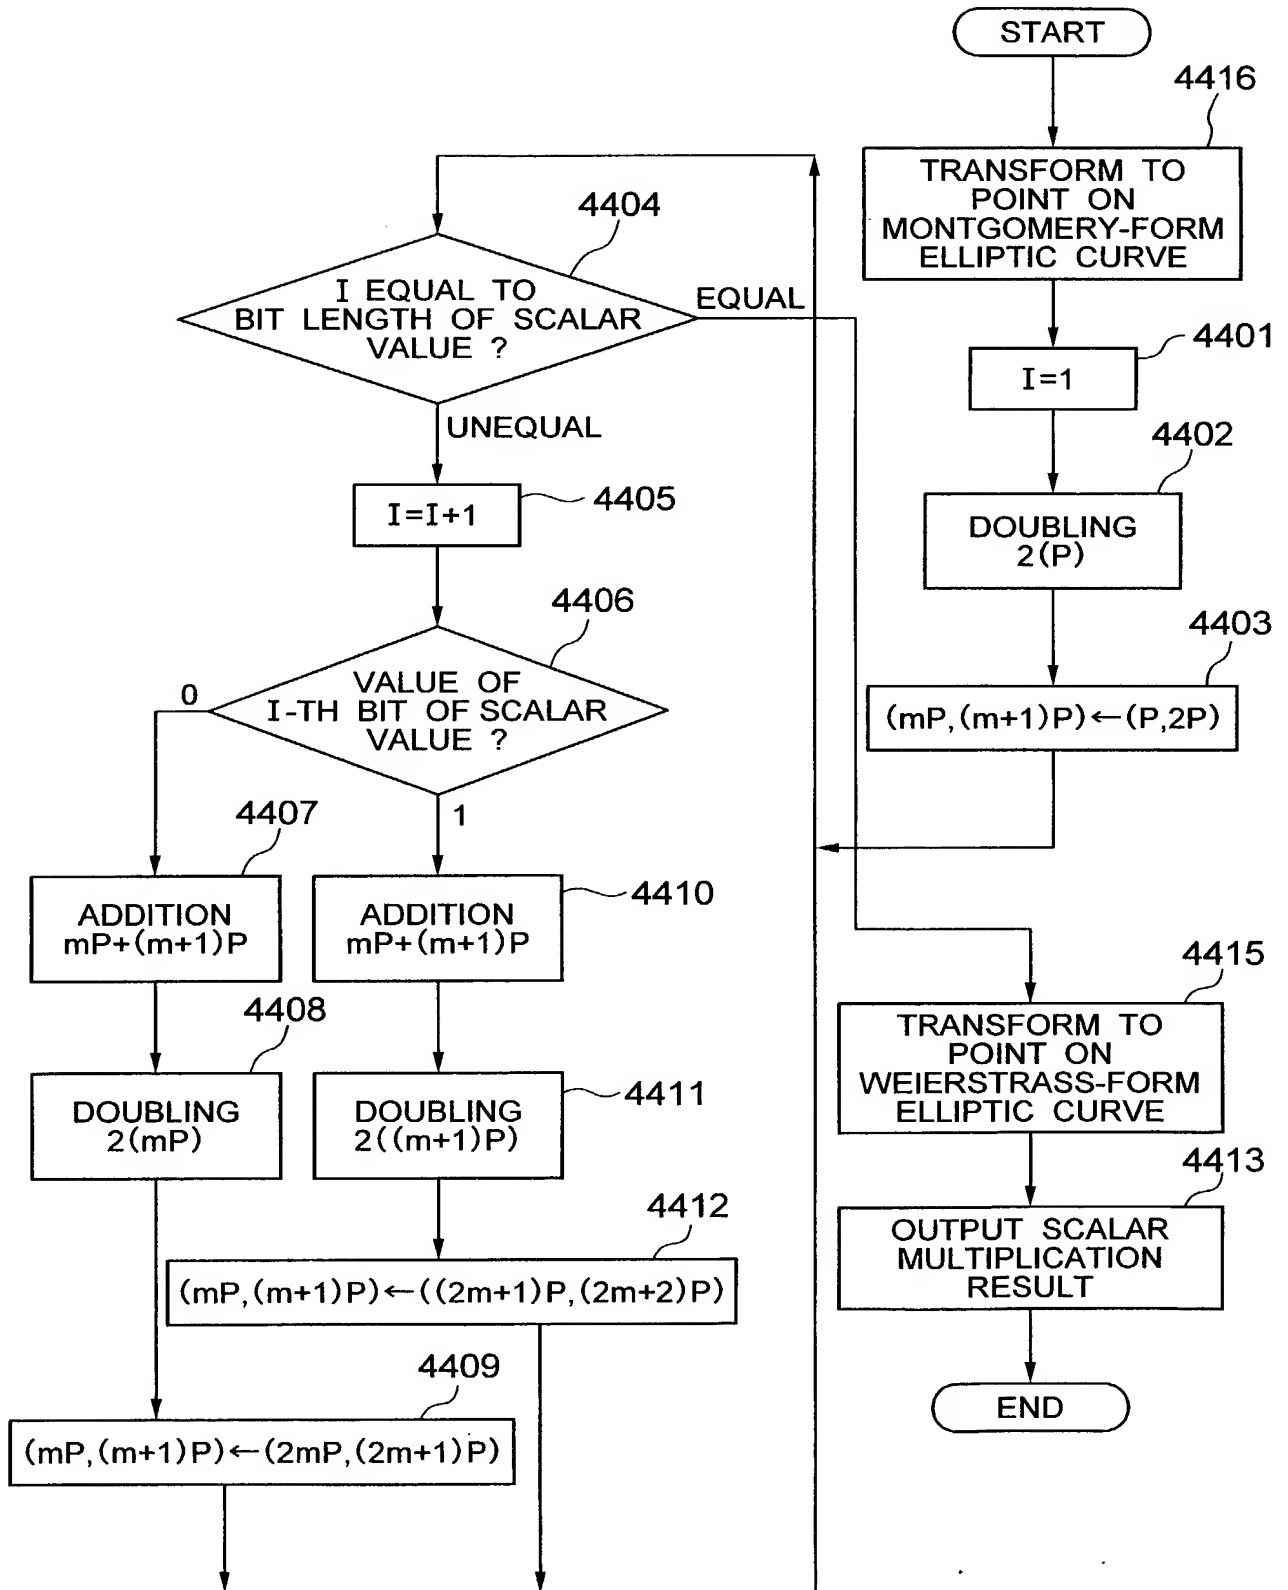 START
4416
TRANSFORM TO
POINT ON
MONTGOMERY-FORM
ELLIPTIC CURVE
4401
I=1
4402
DOUBLING
2(P)
4403
(mP,(m+1)P)←(P,2P)
4404
I EQUAL TO
BIT LENGTH OF SCALAR
VALUE ?
EQUAL
UNEQUAL
4405
I=I+1
4406
VALUE OF
I-TH BIT OF SCALAR
VALUE ?
0
1
4407
ADDITION
mP+(m+1)P
4408
DOUBLING
2(mP)
4409
(mP,(m+1)P)←(2mP,(2m+1)P)
4410
ADDITION
mP+(m+1)P
4411
DOUBLING
2((m+1)P)
4412
(mP,(m+1)P)←((2m+1)P,(2m+2)P)
4415
TRANSFORM TO
POINT ON
WEIERSTRASS-FORM
ELLIPTIC CURVE
4413
OUTPUT SCALAR
MULTIPLICATION
RESULT
END